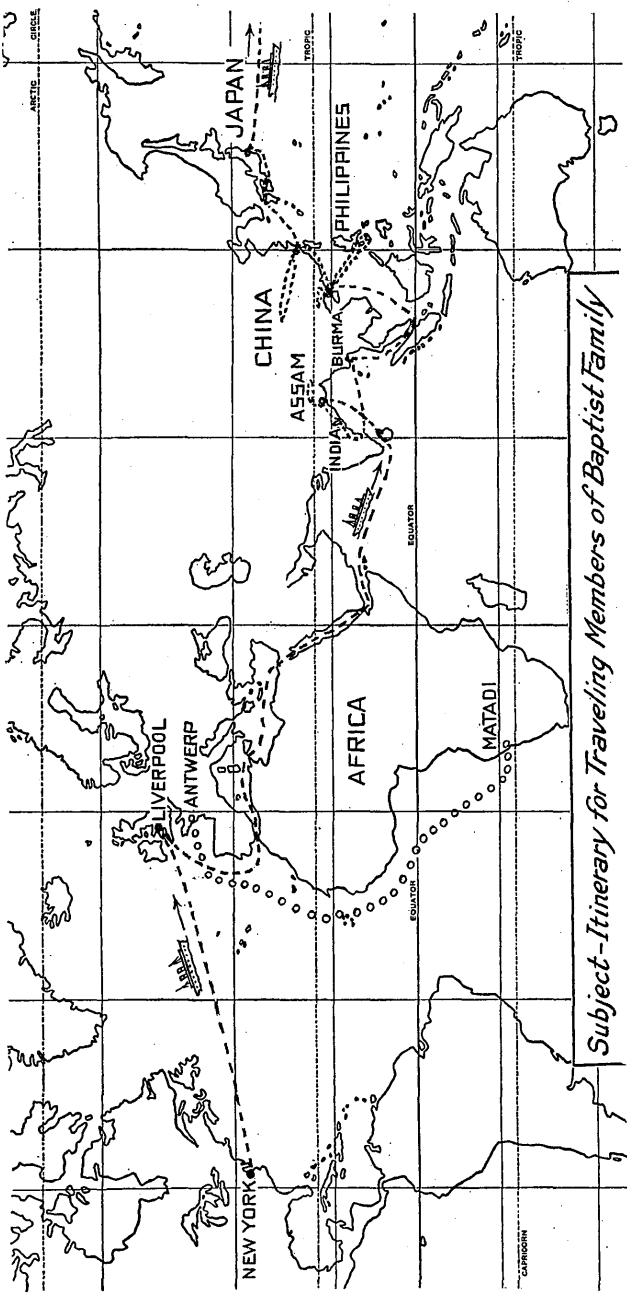 ARCTIC CIRCLE
TROPIC
TROPIC
JAPAN
PHILIPPINES
CHINA
BURMA
ASSAM
INDIA
EQUATOR
LIVERPOOL
ANTWERP
AFRICA
MATADI
EQUATOR
NEW YORK
CAPRICORN
Subject-Itinerary for Traveling Members of Baptist Family